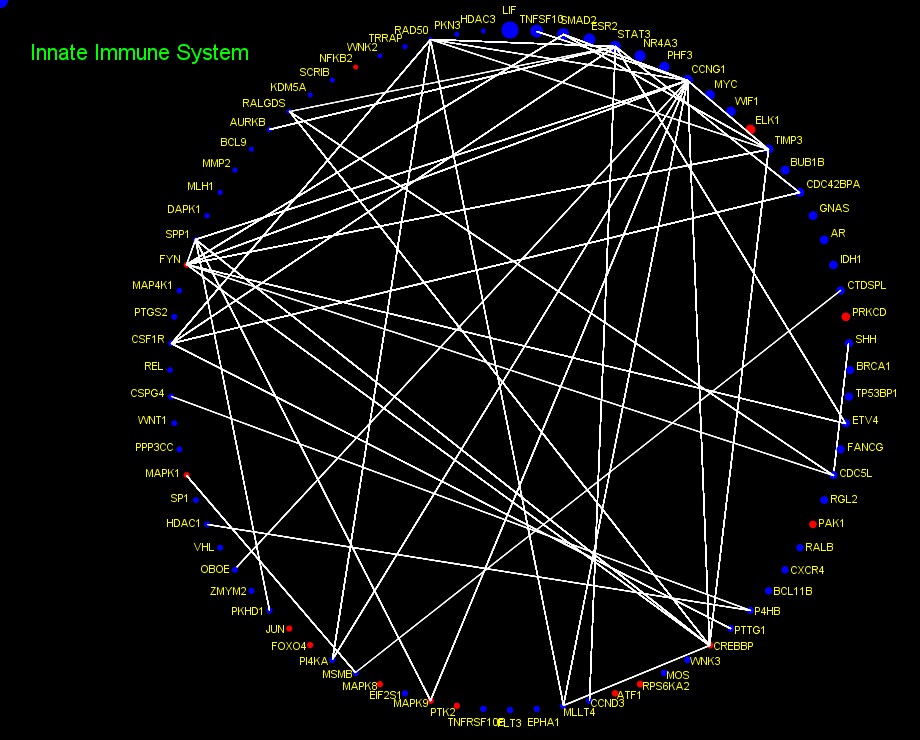 Innate Immune System
LIF
TNFSF10
SMAD2
ESR2
STAT3
NR4A3
PHF3
CCNG1
MYC
WIF1
ELK1
TIMP3
BUB1B
CDC42BPA
GNAS
AR
IDH1
CTDSPL
PRKCD
SHH
BRCA1
TP53BP1
ETV4
FANCG
CDC5L
RGL2
PAK1
RALB
CXCR4
BCL11B
P4HB
PTTG1
CREBBP
WNK3
MOS
RPS6KA2
ATF1
CCND3
MLLT4
EPHA1
FLT3
PTK2
MAPK9
EIF2S1
MAPK8
MSMB
PI4KA
FOXO4
JUN
PKHD1
ZMYM2
OBOE
VHL
HDAC1
SP1
MAPK1
PPP3CC
WNT1
CSPG4
REL
CSF1R
PTGS2
MAP4K1
FYN
SPP1
DAPK1
MLH1
MMP2
BCL9
AURKB
RALGDS
KDM5A
SCRIB
NFKB2
WNK2
TRRAP
RAD50
PKN3
HDAC3